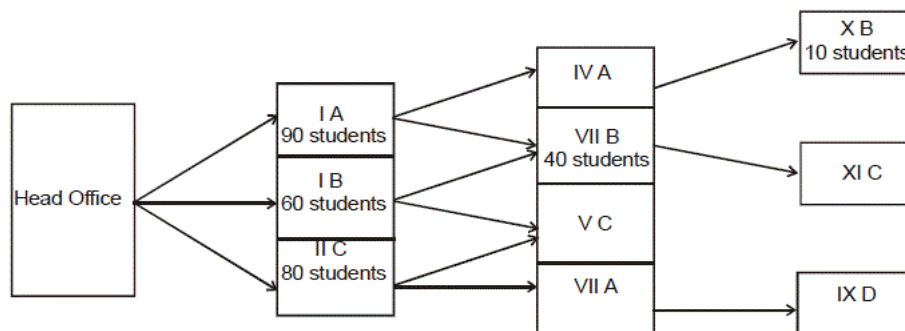 Head Office
I A
90 students
I B
60 students
II C
80 students
IV A
VII B
40 students
V C
VII A
X B
10 students
XI C
IX D